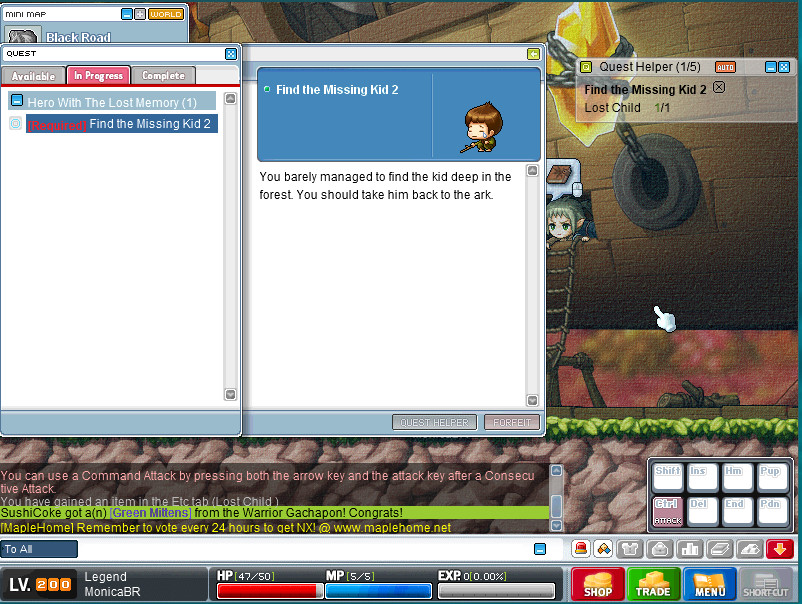 MINI MAP
WORLD
Black Road
QUEST
Available
In Progress
Complete
Hero With The Lost Memory (1)
[Required] Find the Missing Kid 2
Find the Missing Kid 2
You barely managed to find the kid deep in the
forest. You should take him back to the ark.
QUEST HELPER
FORFEIT
Quest Helper (1/5)
AUTO
Find the Missing Kid 2
Lost Child 1/1
You can use a Command Attack by pressing both the arrow key and the attack key after a Consecu
tive Attack.
You have gained an item in the Etc tab (Lost Child )
SushiCoke got a(n) [Green Mittens] from the Warrior Gachapon! Congrats!
[MapleHome] Remember to vote every 24 hours to get NX! @ www.maplehome.net
Shift
Ins
Hm
Pup
Ctrl
ATTACK
Del
End
Pdn
To All
LV. 200
Legend
MonicaBR
HP[47/50]
MP[5/5]
EXP. 0[0.00%]
SHOP
TRADE
MENU
SHORT-CUT